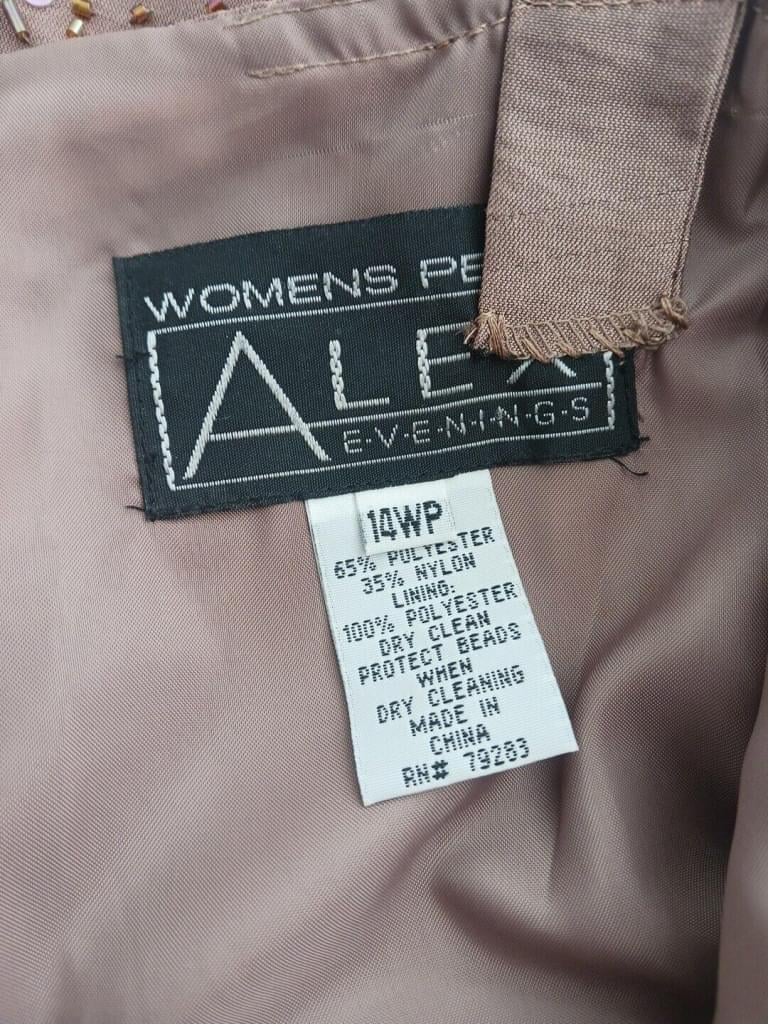 WOMENS PE
ALEX
E·V·E·N·I·N·G·S
14WP
65% POLYESTER
35% NYLON
LINING:
100% POLYESTER
DRY CLEAN
PROTECT BEADS
WHEN
DRY CLEANING
MADE IN
CHINA
RN# 79283